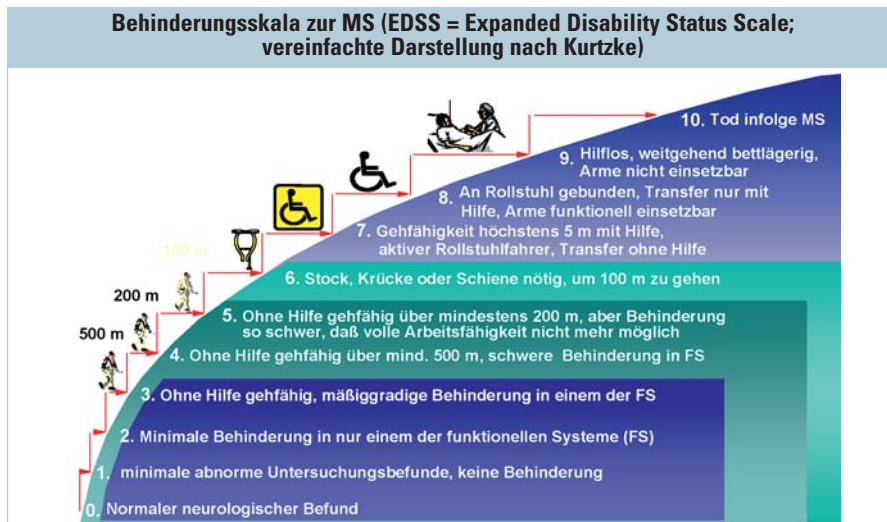 Behinderungsskala zur MS (EDSS = Expanded Disability Status Scale;
vereinfachte Darstellung nach Kurtzke)
10. Tod infolge MS
9. Hilflos, weitgehend bettlägerig,
Arme nicht einsetzbar
8. An Rollstuhl gebunden, Transfer nur mit
Hilfe, Arme funktionell einsetzbar
7. Gehfähigkeit höchstens 5 m mit Hilfe,
aktiver Rollstuhlfahrer, Transfer ohne Hilfe
100 m
6. Stock, Krücke oder Schiene nötig, um 100 m zu gehen
200 m
5. Ohne Hilfe gehfähig über mindestens 200 m, aber Behinderung
so schwer, daß volle Arbeitsfähigkeit nicht mehr möglich
500 m
4. Ohne Hilfe gehfähig über mind. 500 m, schwere Behinderung in FS
3. Ohne Hilfe gehfähig, mäßiggradige Behinderung in einem der FS
2. Minimale Behinderung in nur einem der funktionellen Systeme (FS)
1. minimale abnorme Untersuchungsbefunde, keine Behinderung
0. Normaler neurologischer Befund